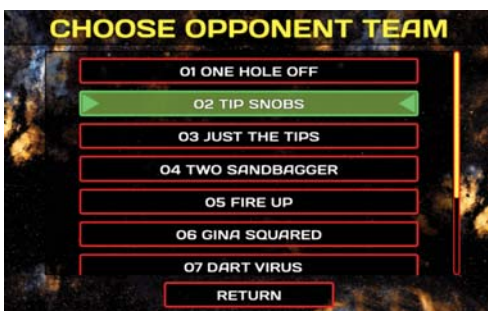 CHOOSE OPPONENT TEAM
01 ONE HOLE OFF
02 TIP SNOBS
03 JUST THE TIPS
04 TWO SANDBAGGER
05 FIRE UP
06 GINA SQUARED
07 DART VIRUS
RETURN